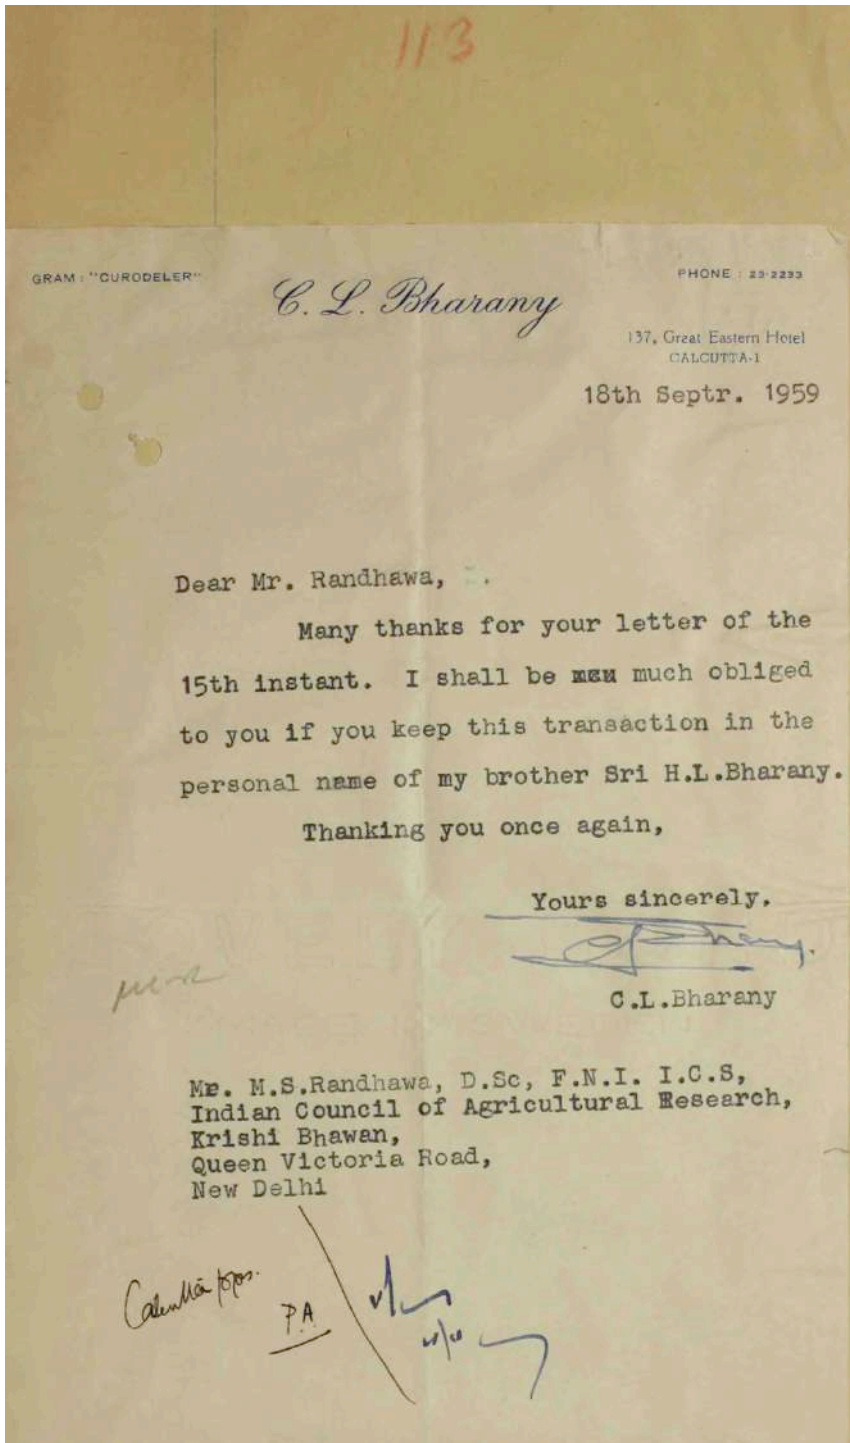 113
GRAM : "CURODELER"
PHONE : 23-2233
C. L. Bharany
137, Great Eastern Hotel
CALCUTTA-1
18th Septr. 1959
Dear Mr. Randhawa,
Many thanks for your letter of the
15th instant. I shall be much obliged
to you if you keep this transaction in the
personal name of my brother Sri H.L.Bharany.
Thanking you once again,
Yours sincerely.
C.L.Bharany
Mr. M.S.Randhawa, D.Sc, F.N.I. I.C.S,
Indian Council of Agricultural Research,
Krishi Bhawan,
Queen Victoria Road,
New Delhi
P.A